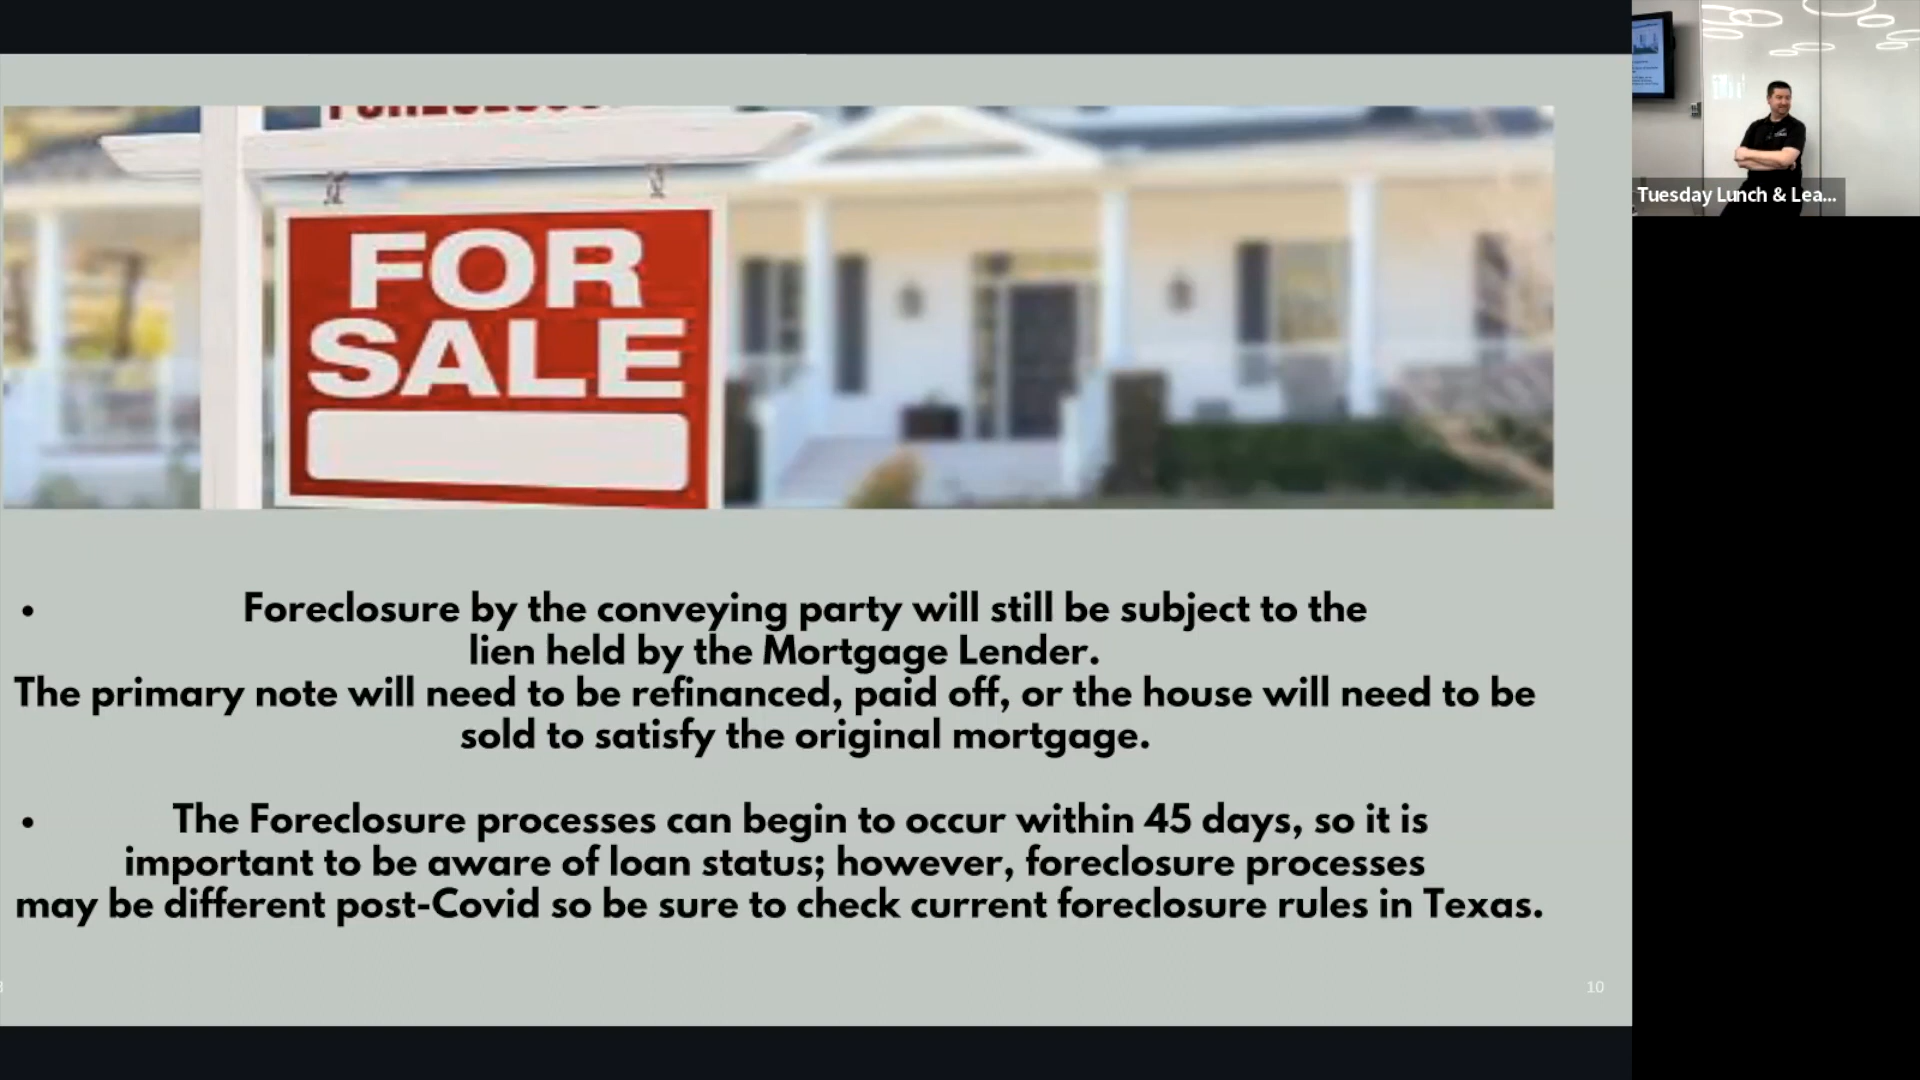 FOR
SALE
Tuesday Lunch & Lea...
• Foreclosure by the conveying party will still be subject to the
lien held by the Mortgage Lender.
The primary note will need to be refinanced, paid off, or the house will need to be
sold to satisfy the original mortgage.
• The Foreclosure processes can begin to occur within 45 days, so it is
important to be aware of loan status; however, foreclosure processes
may be different post-Covid so be sure to check current foreclosure rules in Texas.
10